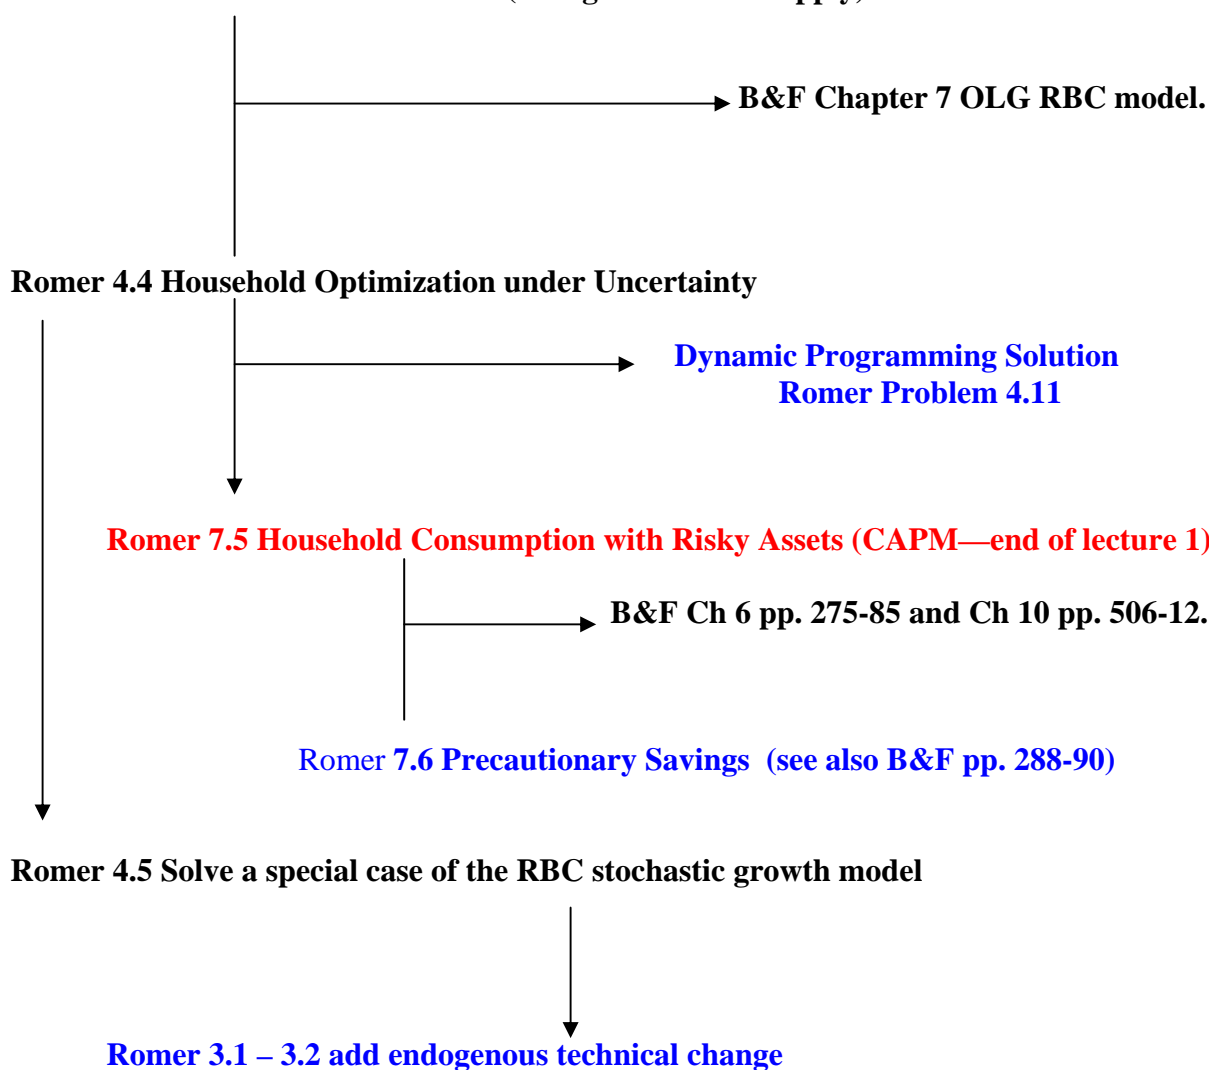 B&F Chapter 7 OLG RBC model.
Romer 4.4 Household Optimization under Uncertainty
Dynamic Programming Solution
Romer Problem 4.11
Romer 7.5 Household Consumption with Risky Assets (CAPM—end of lecture 1)
B&F Ch 6 pp. 275-85 and Ch 10 pp. 506-12.
Romer 7.6 Precautionary Savings (see also B&F pp. 288-90)
Romer 4.5 Solve a special case of the RBC stochastic growth model
Romer 3.1 – 3.2 add endogenous technical change